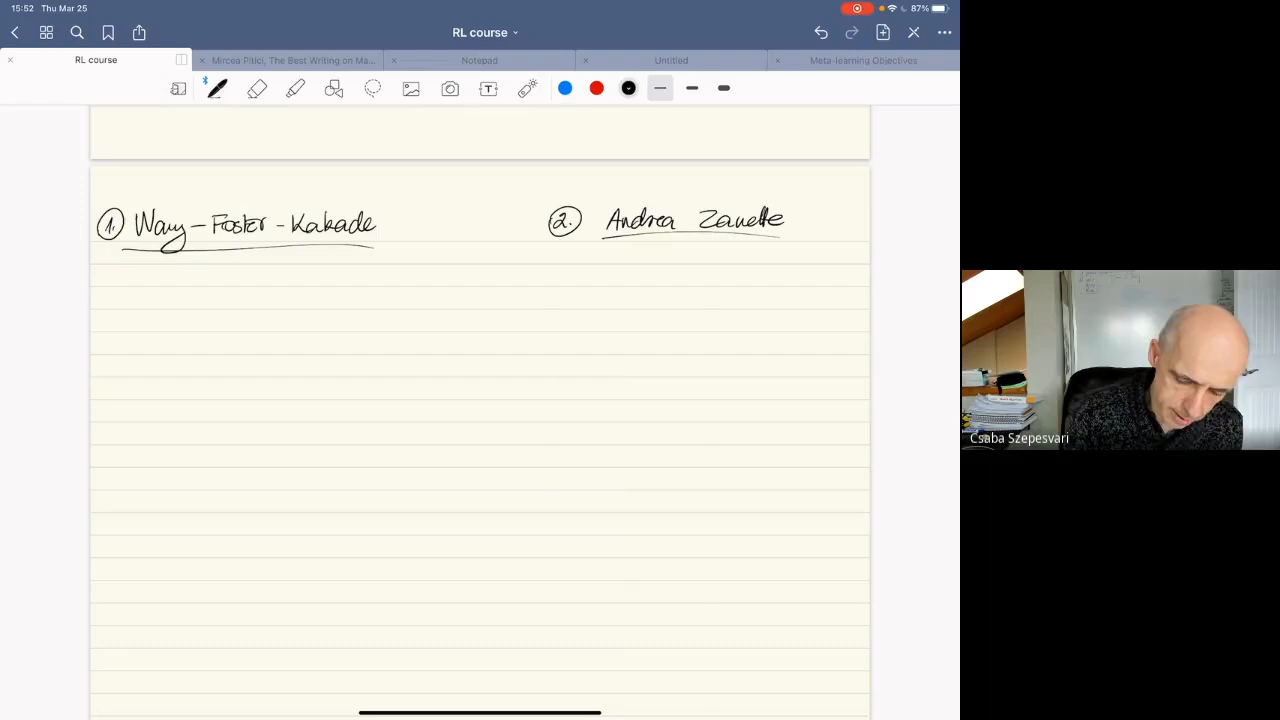 15:52 Thu Mar 25
87%
RL course
RL course
Mircea Pitici, The Best Writing on Ma...
Notepad
Untitled
Meta-learning Objectives
1. Wang - Foster - Kakade
2. Andrea Zanette
Csaba Szepesvari